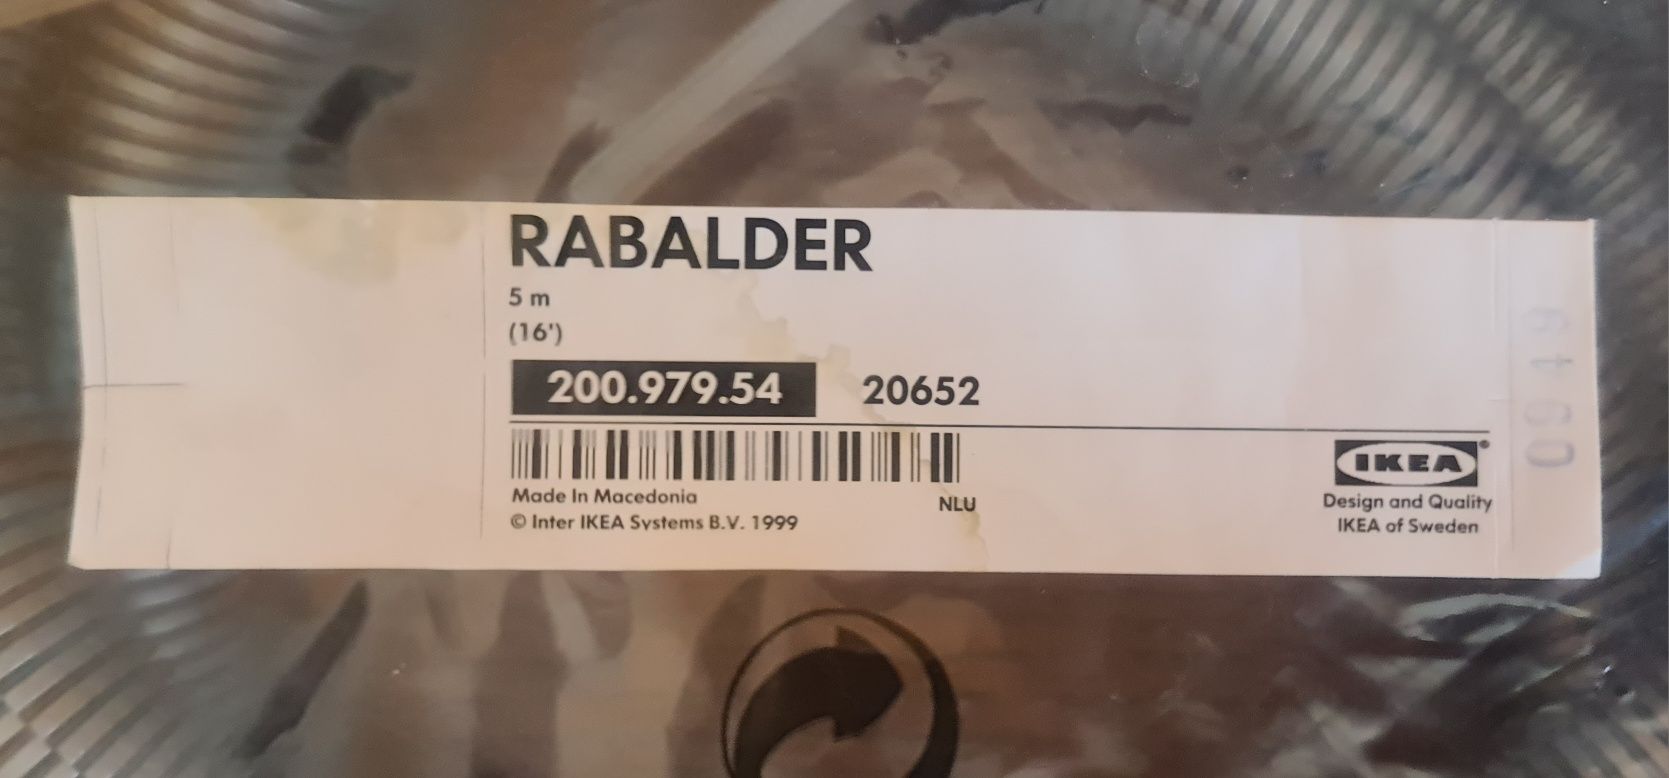 RABALDER
5 m
(16')
200.979.54 20652
Made In Macedonia
NLU
© Inter IKEA Systems B.V. 1999
IKEA®
Design and Quality
IKEA of Sweden
0949